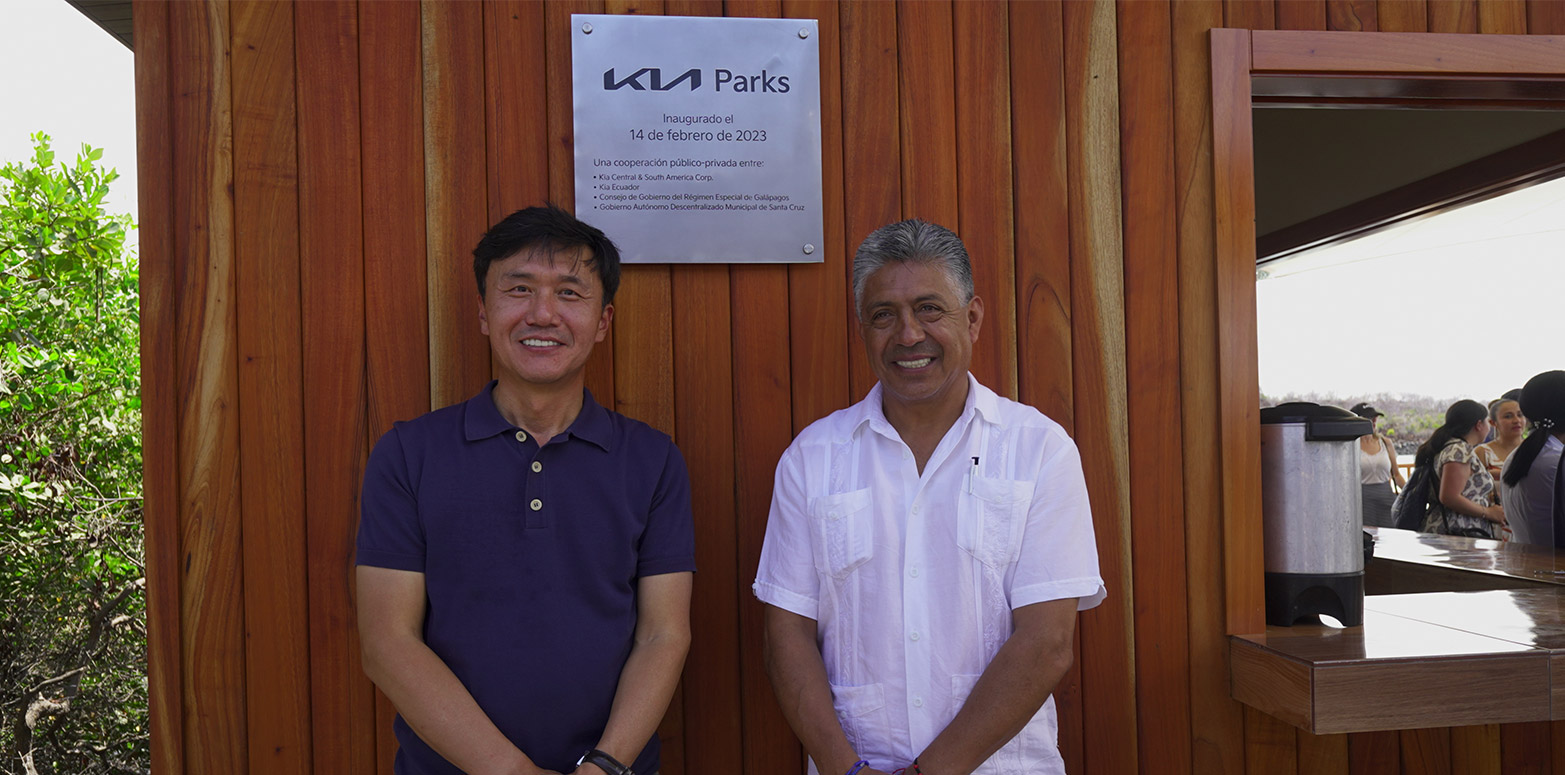 KIA Parks
Inaugurado el
14 de febrero de 2023
Una cooperación público-privada entre:
• Kia Central & South America Corp.
• Kia Ecuador
• Consejo de Gobierno del Régimen Especial de Galápagos
• Gobierno Autónomo Descentralizado Municipal de Santa Cruz